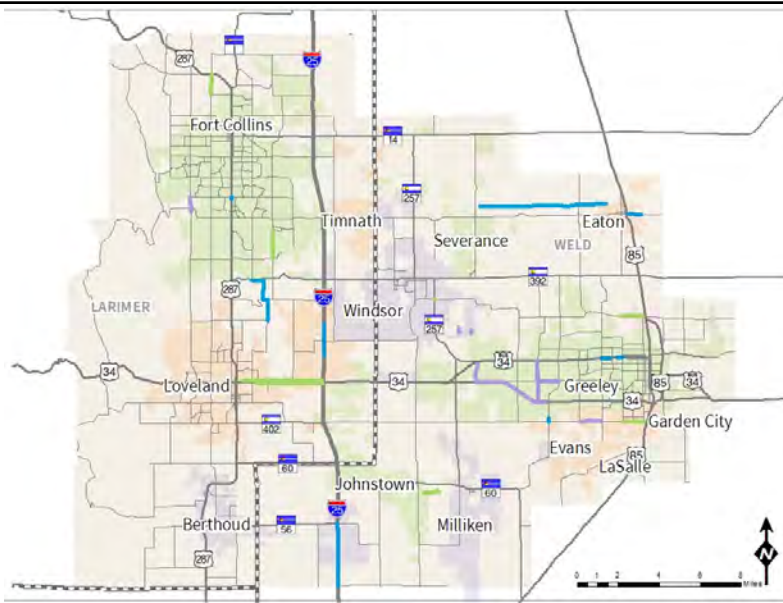 287
25
Fort Collins
14
257
Timnath
Severance
Eaton
WELD
85
392
287
25
LARIMER
Windsor
257
34
34
34
Loveland
Greeley
85
34
34
Garden City
402
Evans
LaSalle
85
60
Johnstown
60
25
Berthoud
56
Milliken
287
N
0 1 2 4 6 8
Miles